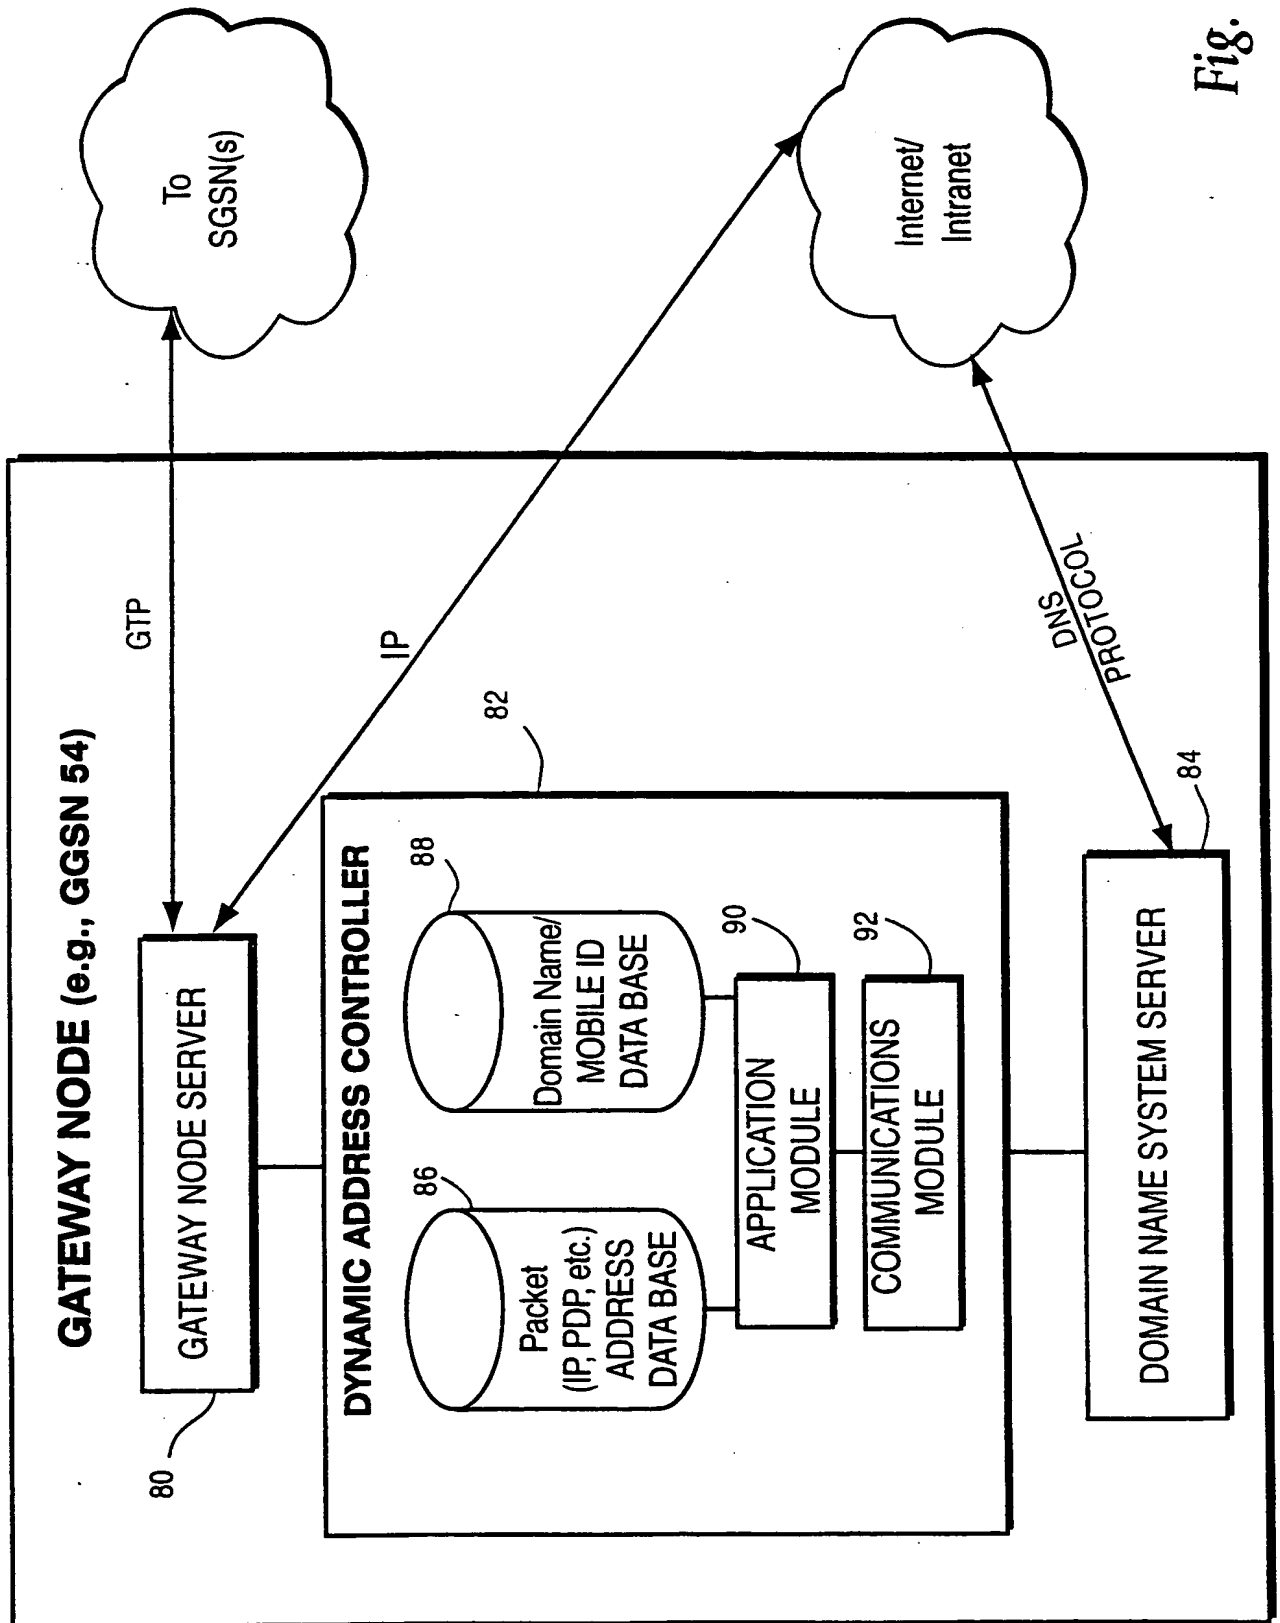 GATEWAY NODE (e.g., GGSN 54)
80
GATEWAY NODE SERVER
GTP
To
SGSN(s)
IP
82
DYNAMIC ADDRESS CONTROLLER
86
Packet
(IP, PDP, etc.)
ADDRESS
DATA BASE
88
Domain Name/
MOBILE ID
DATA BASE
90
APPLICATION
MODULE
92
COMMUNICATIONS
MODULE
Internet/
Intranet
DNS
PROTOCOL
84
DOMAIN NAME SYSTEM SERVER
Fig.